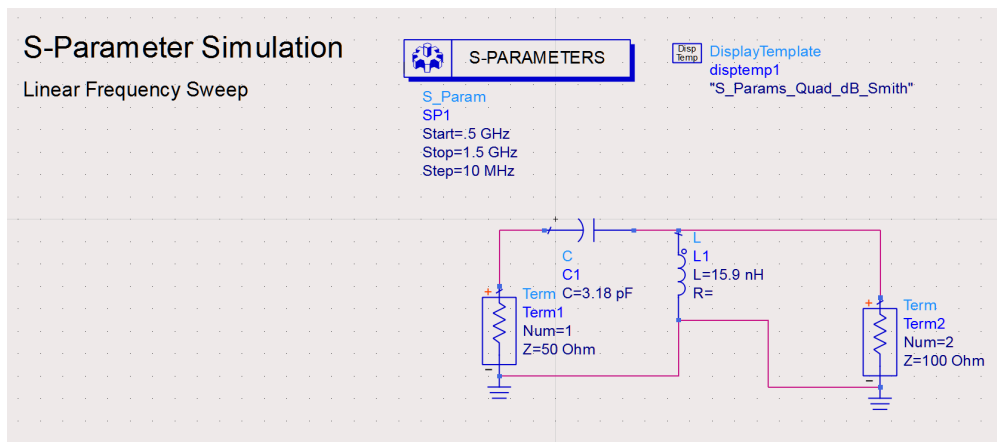 S-Parameter Simulation
Linear Frequency Sweep
S-PARAMETERS
S_Param
SP1
Start=.5 GHz
Stop=1.5 GHz
Step=10 MHz
Disp
Temp
DisplayTemplate
disptemp1
"S_Params_Quad_dB_Smith"
C
C1
C=3.18 pF
L
L1
L=15.9 nH
R=
+
Term
Term1
Num=1
Z=50 Ohm
-
+
Term
Term2
Num=2
Z=100 Ohm
-